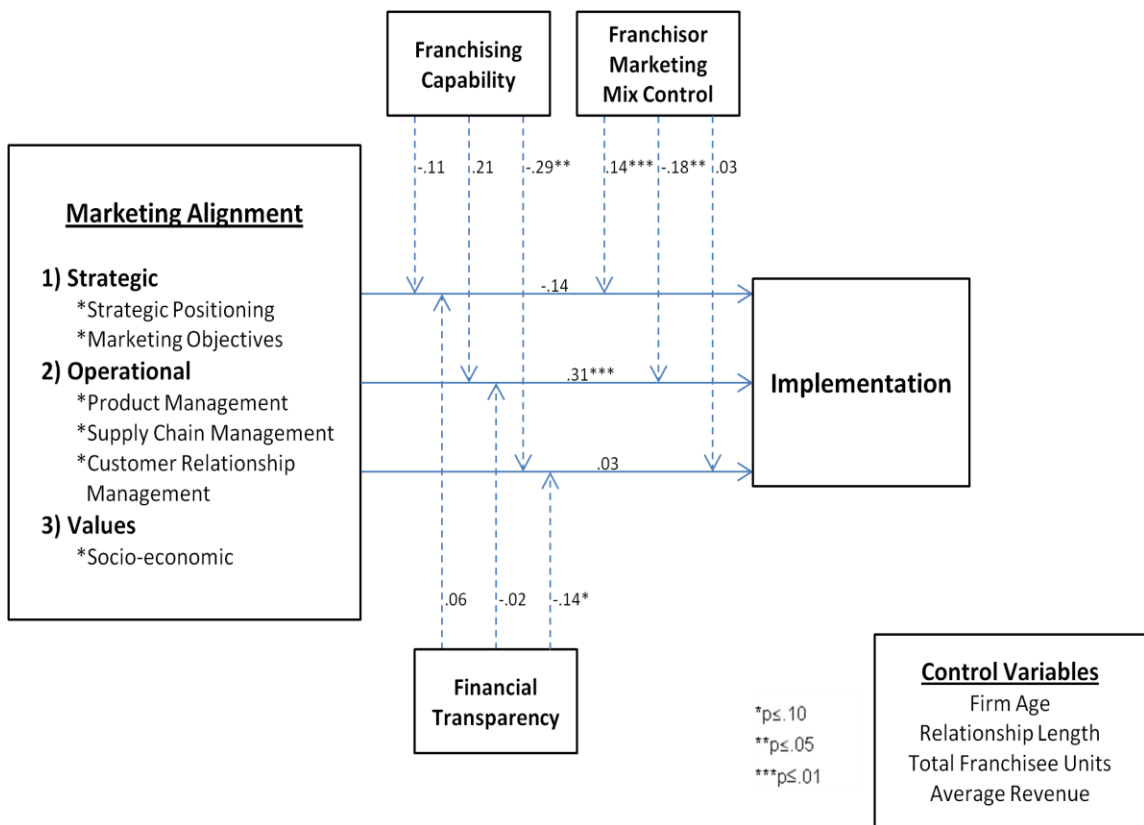 Franchising
Capability
Franchisor
Marketing
Mix Control
-.11
.21
-.29**
.14***
-.18**
.03
Marketing Alignment
1) Strategic
*Strategic Positioning
*Marketing Objectives
2) Operational
*Product Management
*Supply Chain Management
*Customer Relationship
Management
3) Values
*Socio-economic
-.14
.31***
.03
Implementation
.06
-.02
-.14*
Financial
Transparency
*p≤.10
**p≤.05
***p≤.01
Control Variables
Firm Age
Relationship Length
Total Franchisee Units
Average Revenue